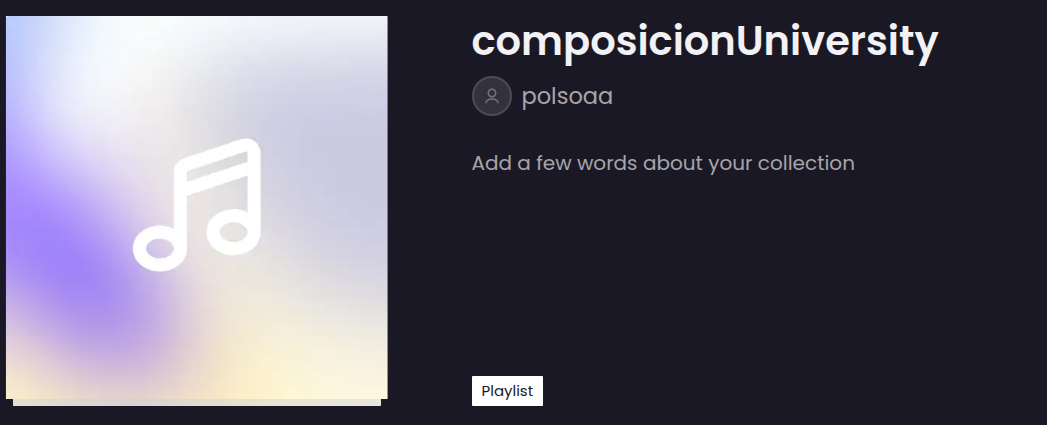 composicionUniversity
polsoaa
Add a few words about your collection
Playlist